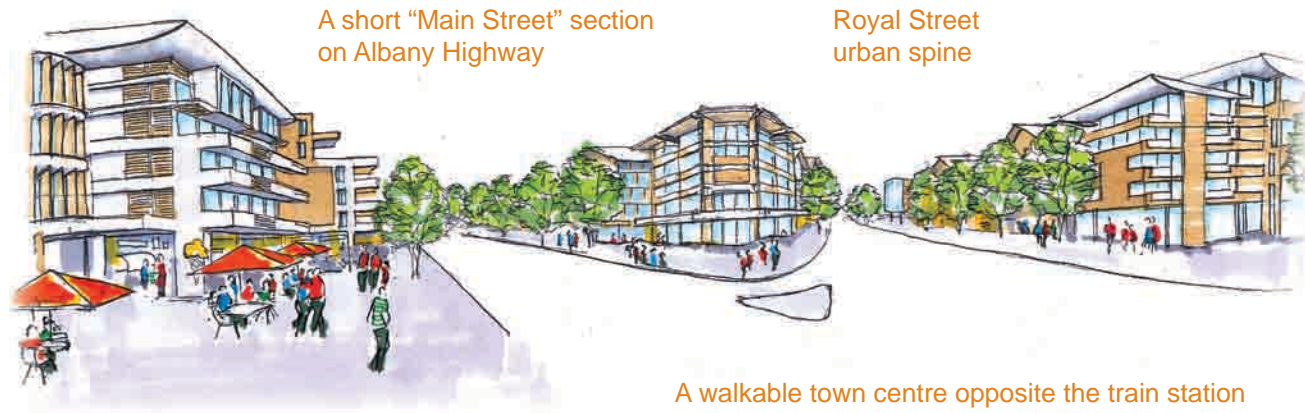 A short “Main Street” section
on Albany Highway
Royal Street
urban spine
A walkable town centre opposite the train station